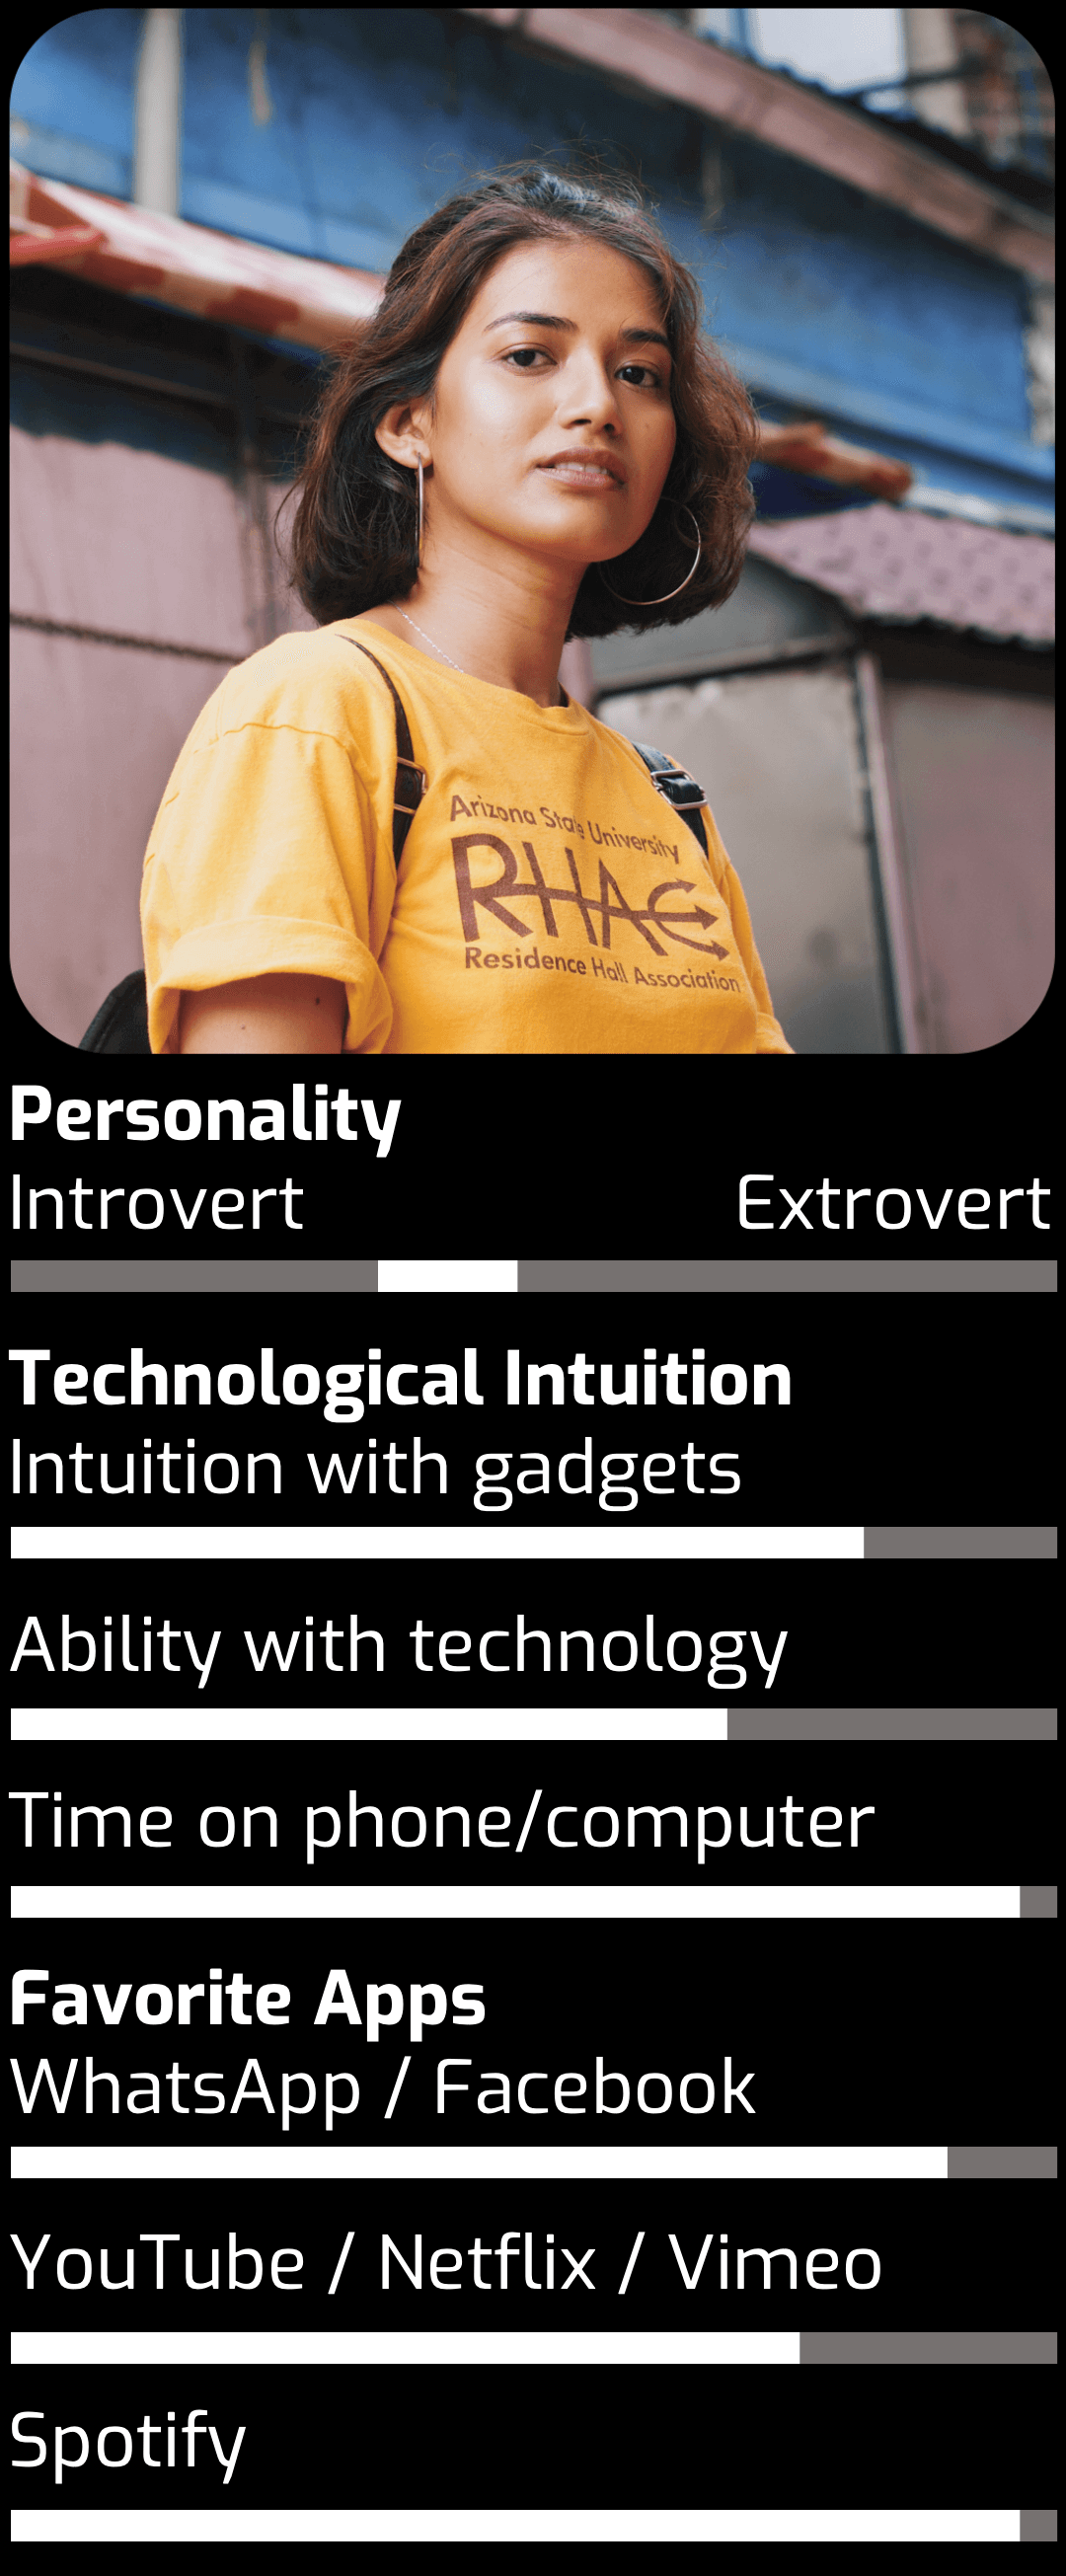 Arizona State University
RHA
Residence Hall Association
Personality
Introvert Extrovert
Technological Intuition
Intuition with gadgets
Ability with technology
Time on phone/computer
Favorite Apps
WhatsApp / Facebook
YouTube / Netflix / Vimeo
Spotify